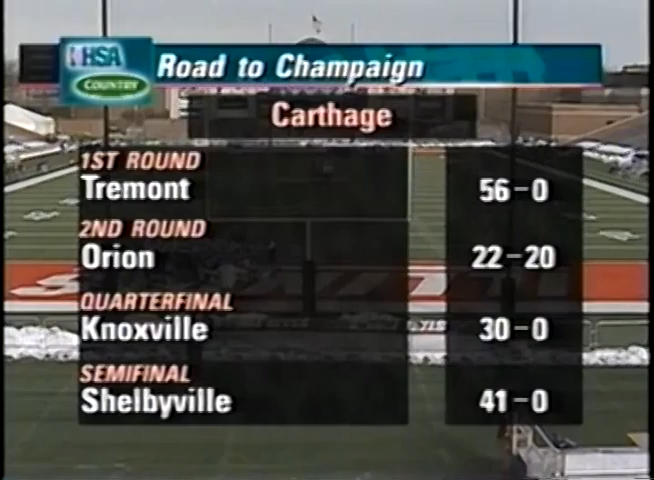 IHSA
COUNTRY
Road to Champaign
Carthage
1ST ROUND
Tremont 56-0
2ND ROUND
Orion 22-20
QUARTERFINAL
Knoxville 30-0
SEMIFINAL
Shelbyville 41-0